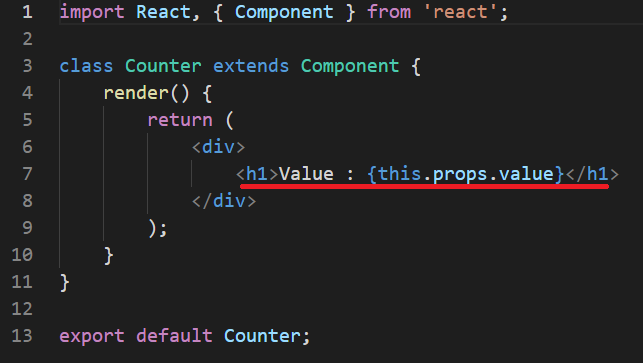 1 import React, { Component } from 'react';
2
3 class Counter extends Component {
4     render() {
5         return (
6             <div>
7                 <h1>Value : {this.props.value}</h1>
8             </div>
9         );
10     }
11 }
12
13 export default Counter;